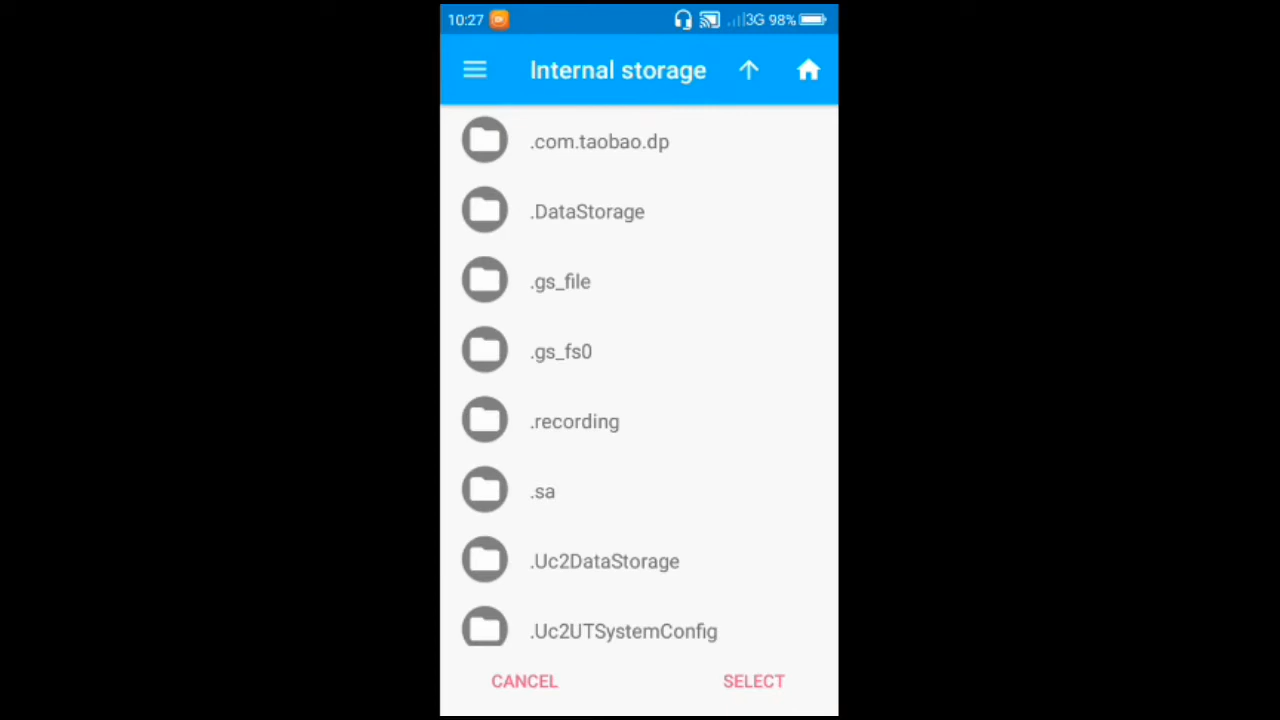 10:27 3G 98%
Internal storage
.com.taobao.dp
.DataStorage
.gs_file
.gs_fs0
.recording
.sa
.Uc2DataStorage
.Uc2UTSystemConfig
CANCEL SELECT